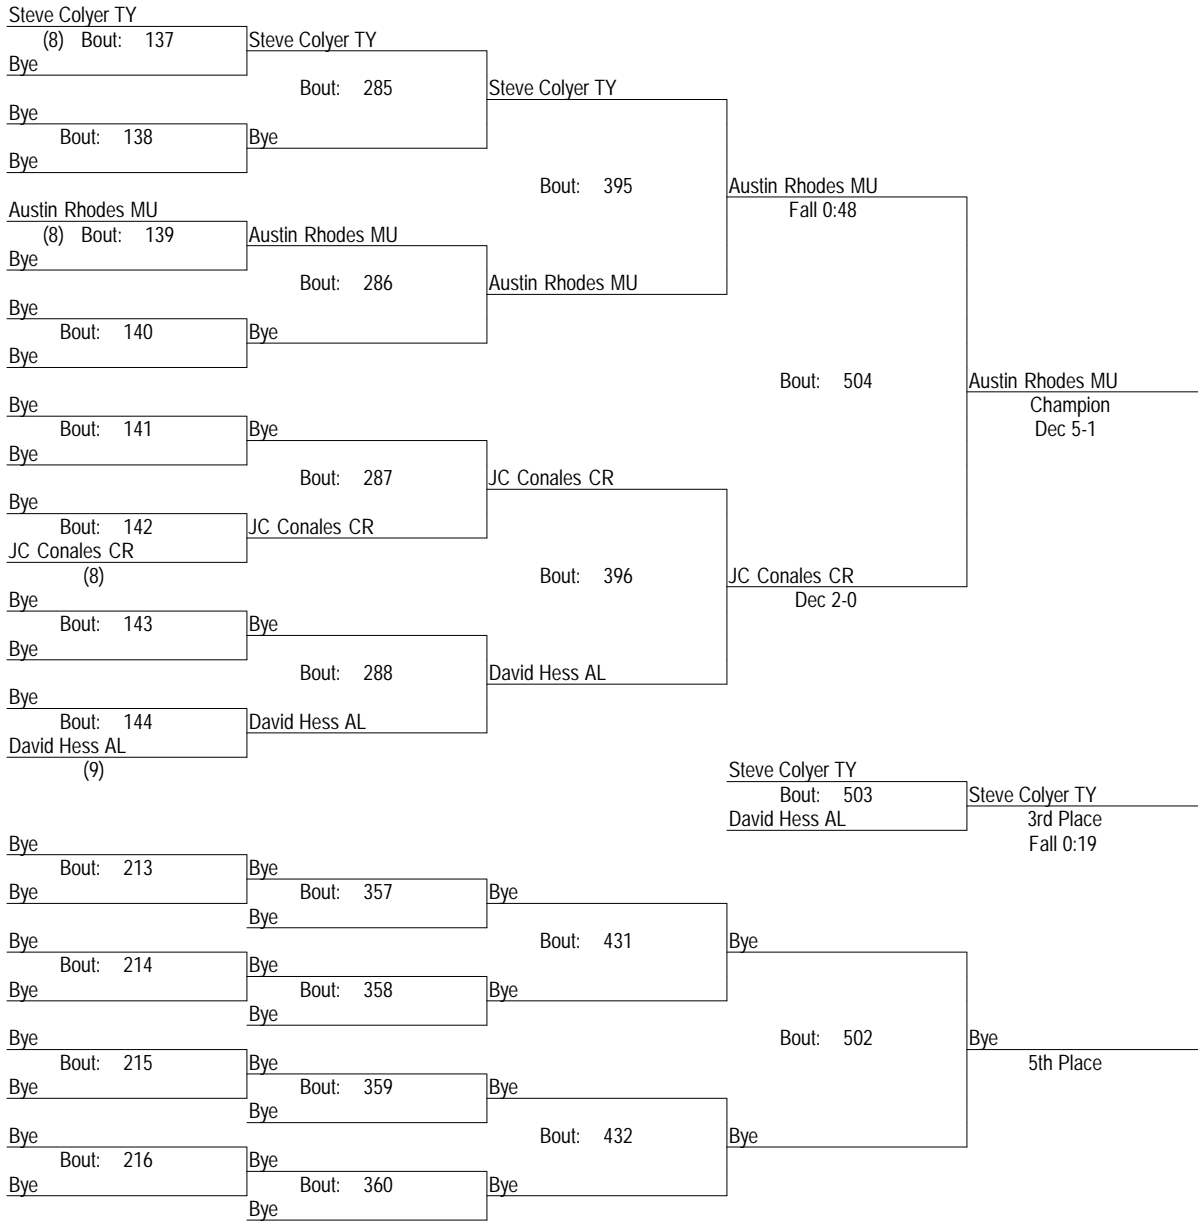 Steve Colyer TY
(8) Bout: 137 Steve Colyer TY
Bye
Bout: 285 Steve Colyer TY
Bye
Bout: 138 Bye
Bye
Bout: 395 Austin Rhodes MU
Austin Rhodes MU Fall 0:48
(8) Bout: 139 Austin Rhodes MU
Bye
Bout: 286 Austin Rhodes MU
Bye
Bout: 140 Bye
Bye
Bout: 504 Austin Rhodes MU
Bye Champion
Bout: 141 Bye Dec 5-1
Bye
Bout: 287 JC Conales CR
Bye
Bout: 142 JC Conales CR
JC Conales CR
(8) Bout: 396 JC Conales CR
Bye Dec 2-0
Bout: 143 Bye
Bye
Bout: 288 David Hess AL
Bye
Bout: 144 David Hess AL
David Hess AL
(9) Steve Colyer TY
Bout: 503 Steve Colyer TY
David Hess AL 3rd Place
Bye Fall 0:19
Bout: 213 Bye
Bye Bout: 357 Bye
Bye
Bye Bout: 431 Bye
Bout: 214 Bye
Bye Bout: 358 Bye
Bye
Bye Bout: 502 Bye
Bout: 215 Bye 5th Place
Bye Bout: 359 Bye
Bye
Bye Bout: 432 Bye
Bout: 216 Bye
Bye Bout: 360 Bye
Bye